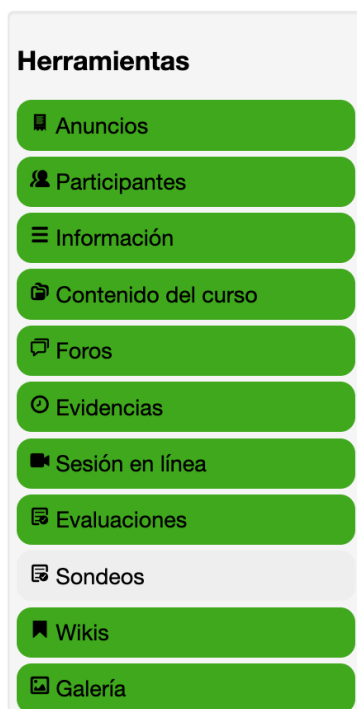 Herramientas
Anuncios
Participantes
Información
Contenido del curso
Foros
Evidencias
Sesión en línea
Evaluaciones
Sondeos
Wikis
Galería